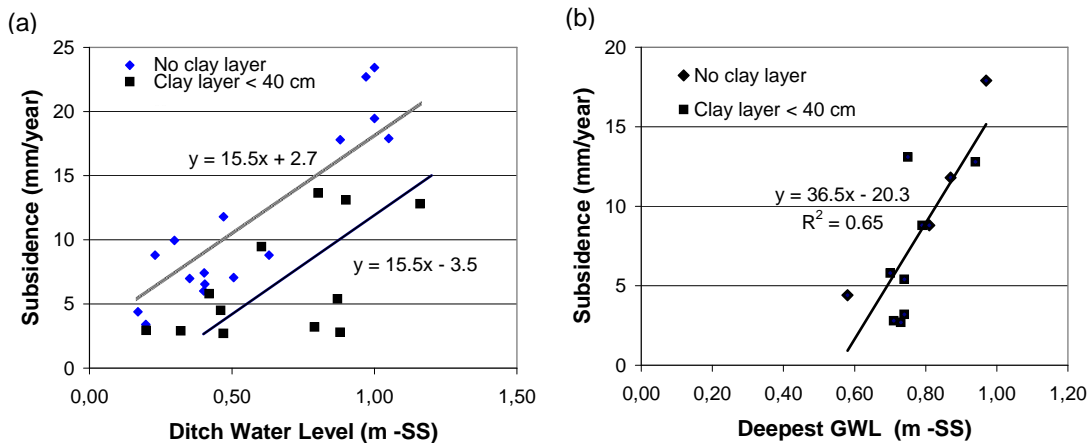 (a)
25
20
15
10
5
0
Subsidence (mm/year)
No clay layer
Clay layer < 40 cm
y = 15.5x + 2.7
y = 15.5x - 3.5
0,00 0,50 1,00 1,50
Ditch Water Level (m -SS)
(b)
20
15
10
5
0
Subsidence (mm/year)
No clay layer
Clay layer < 40 cm
y = 36.5x - 20.3
R² = 0.65
0,00 0,20 0,40 0,60 0,80 1,00 1,20
Deepest GWL (m -SS)